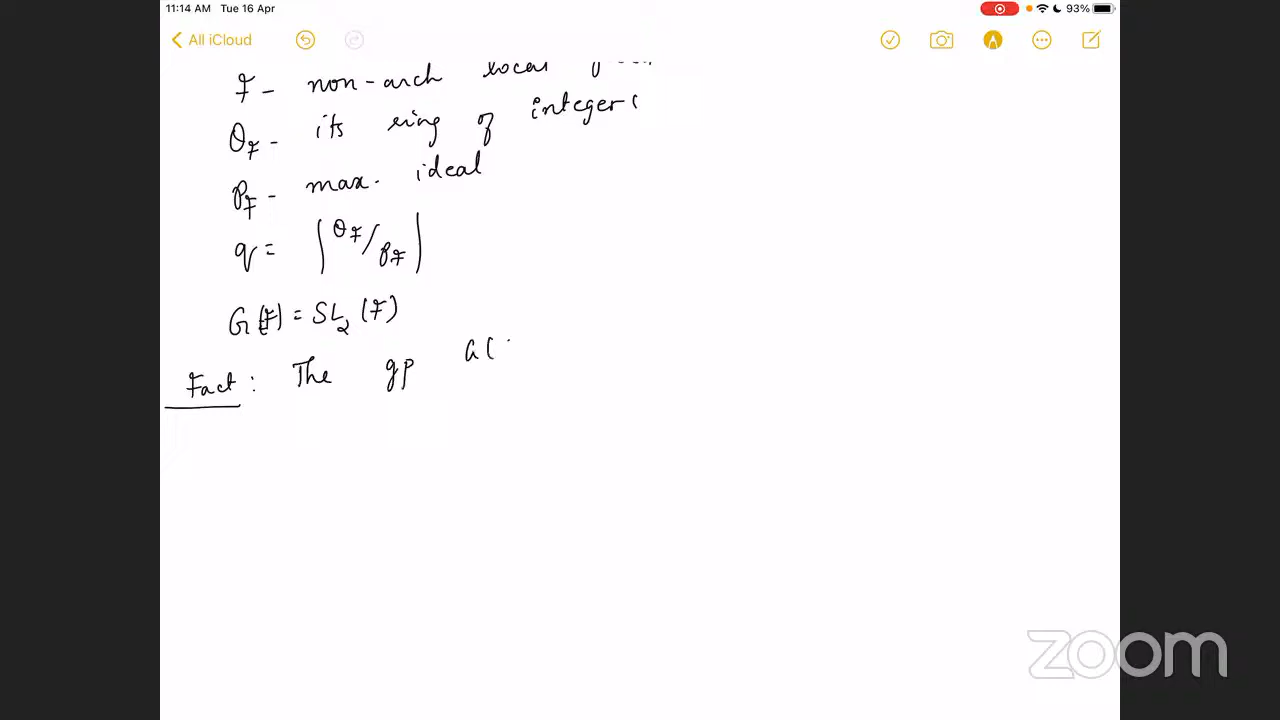 11:14 AM Tue 16 Apr
93%
All iCloud
F - non-arch local
O_F - its ring of integers
p_F - max. ideal
q = |O_F/p_F|
G(F) = SL_2(F)
Fact: The gp G(
zoom